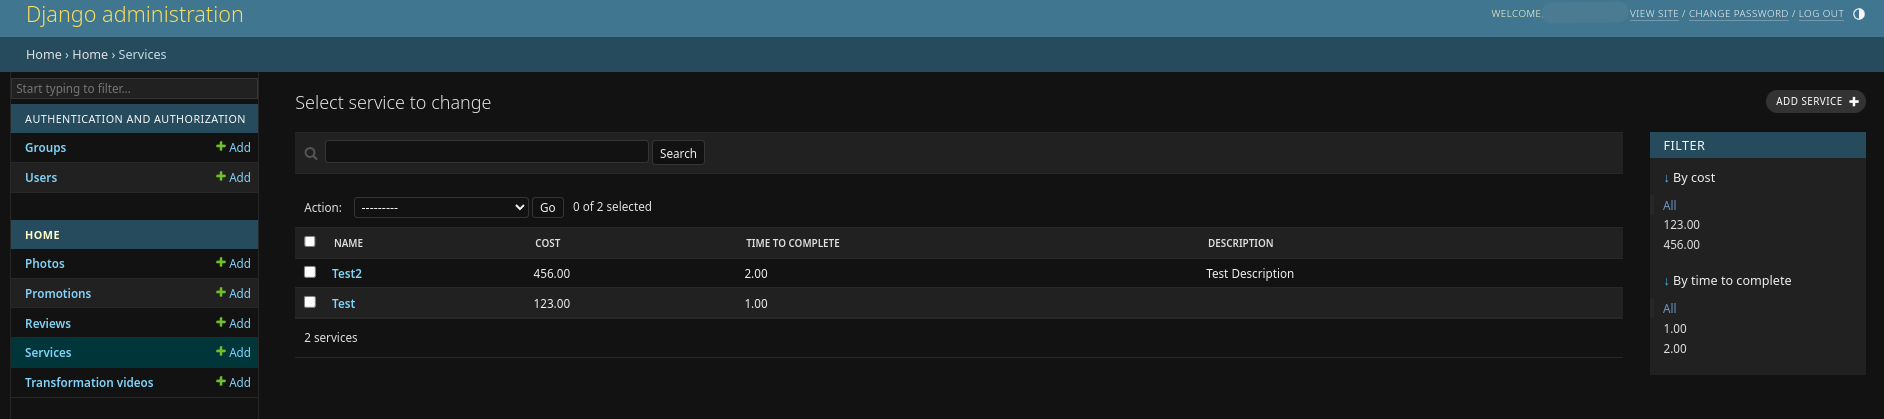 Django administration
WELCOME, VIEW SITE / CHANGE PASSWORD / LOG OUT
Home › Home › Services
Start typing to filter...
AUTHENTICATION AND AUTHORIZATION
Groups + Add
Users + Add
HOME
Photos + Add
Promotions + Add
Reviews + Add
Services + Add
Transformation videos + Add
Select service to change
ADD SERVICE +
Search
Action: --------- Go 0 of 2 selected
NAME COST TIME TO COMPLETE DESCRIPTION
Test2 456.00 2.00 Test Description
Test 123.00 1.00
2 services
FILTER
↓ By cost
All
123.00
456.00
↓ By time to complete
All
1.00
2.00